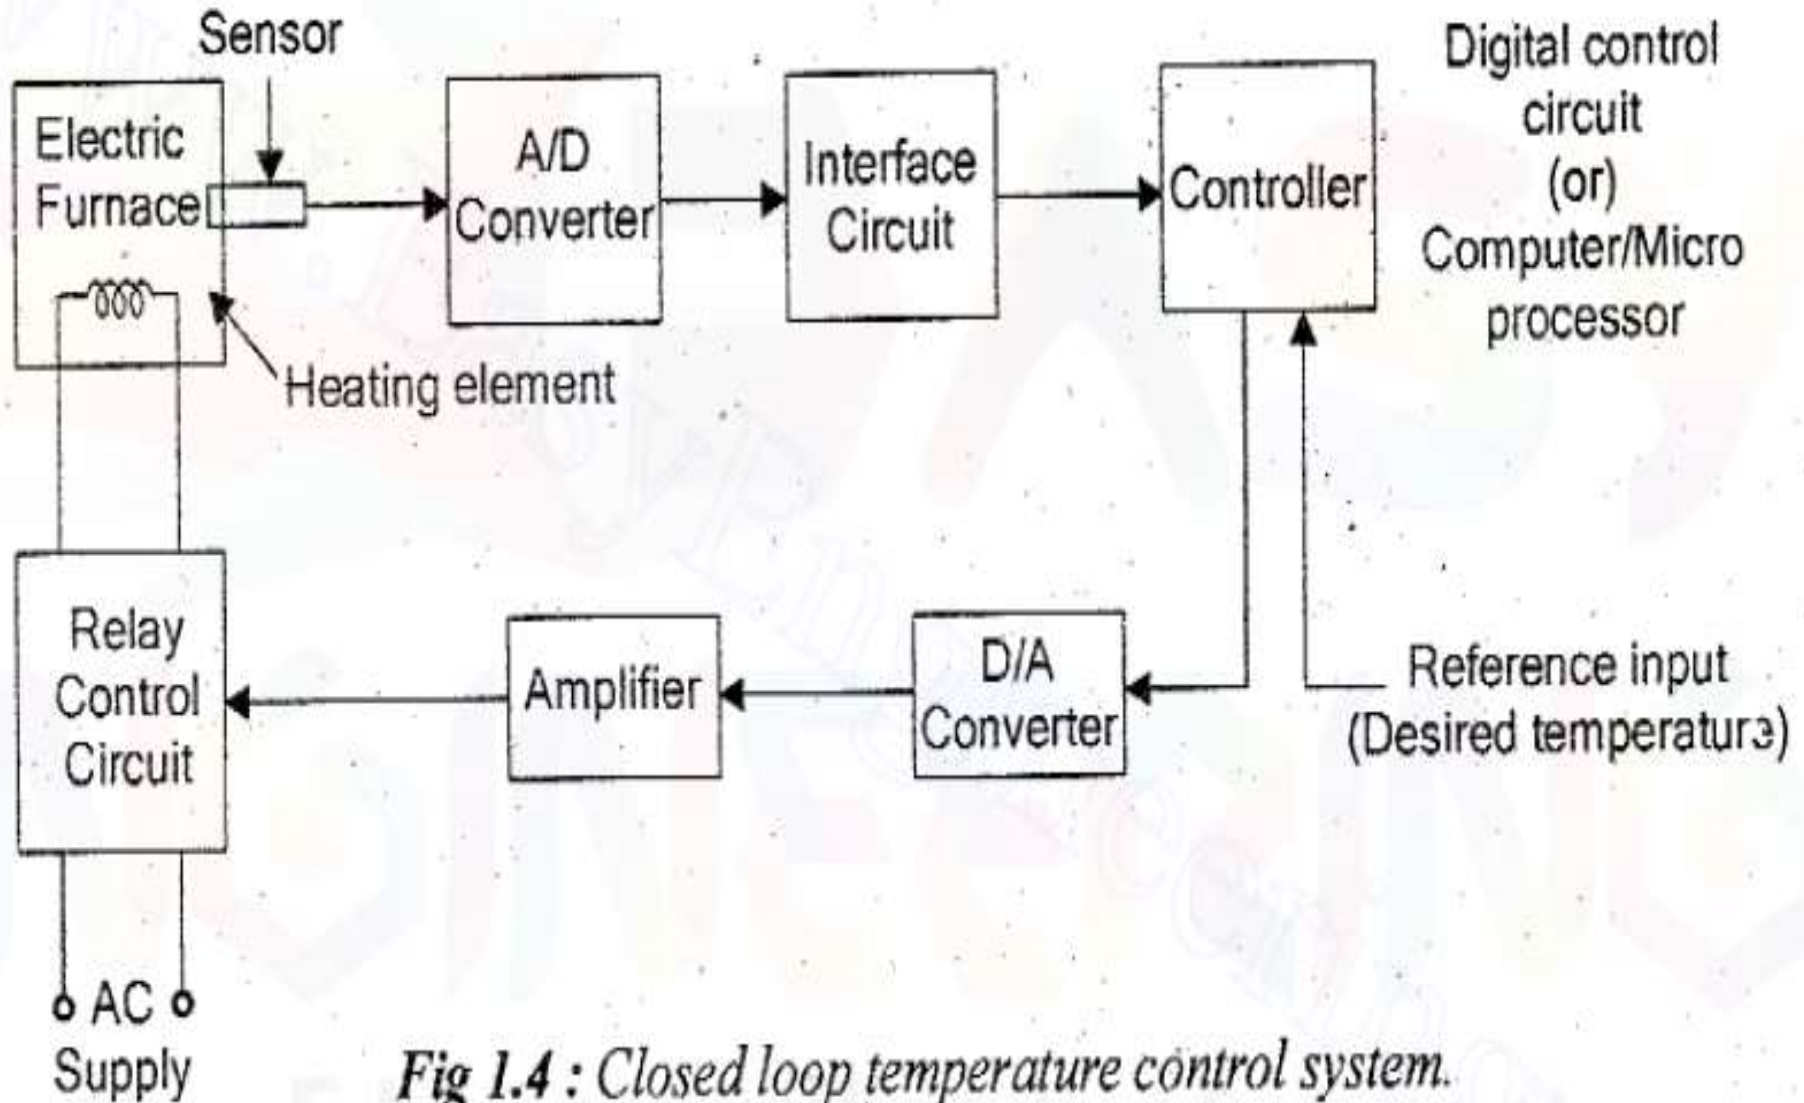 Sensor
Electric
Furnace
Heating element
A/D
Converter
Interface
Circuit
Controller
Digital control
circuit
(or)
Computer/Micro
processor
Relay
Control
Circuit
Amplifier
D/A
Converter
Reference input
(Desired temperature)
AC
Supply
Fig 1.4 : Closed loop temperature control system.